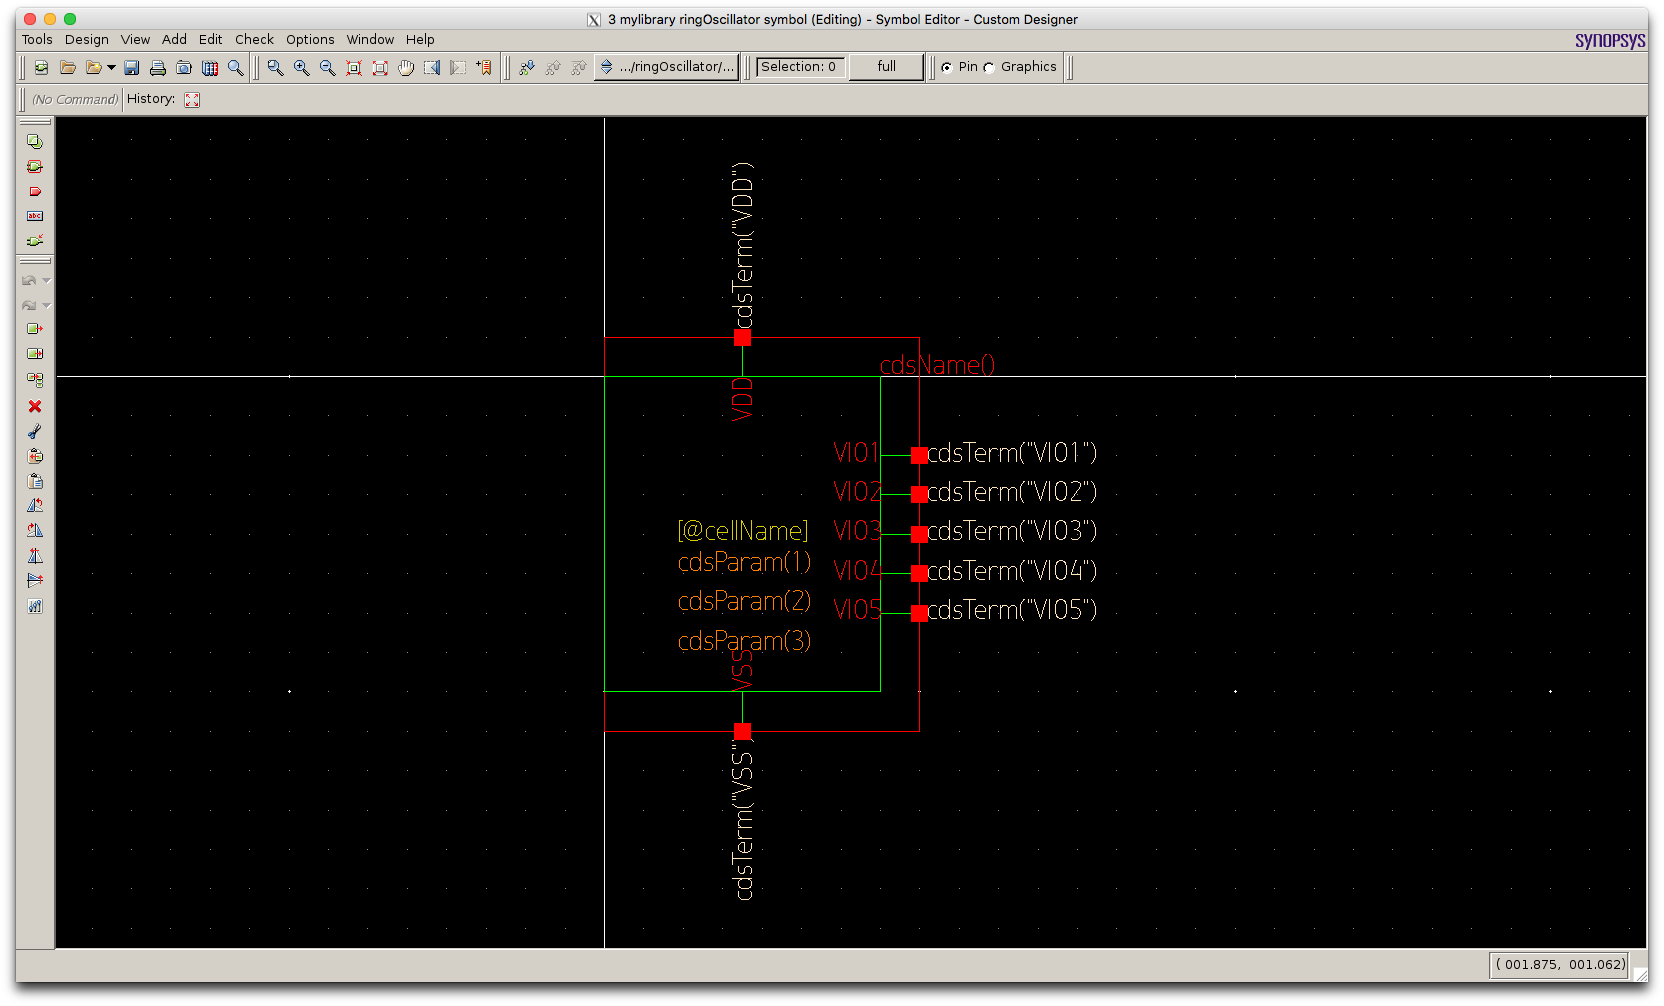 3 mylibrary ringOscillator symbol (Editing) - Symbol Editor - Custom Designer
Tools Design View Add Edit Check Options Window Help
SYNOPSYS
.../ringOscillator/... Selection: 0 full Pin Graphics
(No Command) History:
abc
cdsTerm("VDD")
cdsName()
VDD
VIO1 cdsTerm("VIO1")
VIO2 cdsTerm("VIO2")
[@cellName] VIO3 cdsTerm("VIO3")
cdsParam(1) VIO4 cdsTerm("VIO4")
cdsParam(2) VIO5 cdsTerm("VIO5")
cdsParam(3)
VSS
cdsTerm("VSS")
( 001.875, 001.062)